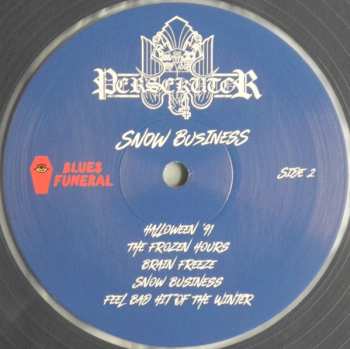 PERSEKUTOR
SNOW BUSINESS
BLUES
FUNERAL
SIDE 2
HALLOWEEN '91
THE FROZEN HOURS
BRAIN FREEZE
SNOW BUSINESS
FEEL BAD HIT OF THE WINTER